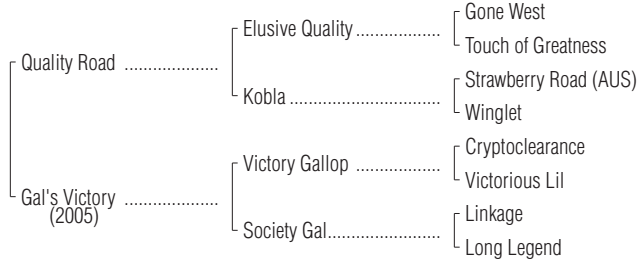 Gone West
Elusive Quality ..................
Touch of Greatness
Quality Road ....................
Strawberry Road (AUS)
Kobla ................................
Winglet
Cryptoclearance
Victory Gallop ..................
Victorious Lil
Gal's Victory ....................
(2005)
Linkage
Society Gal........................
Long Legend